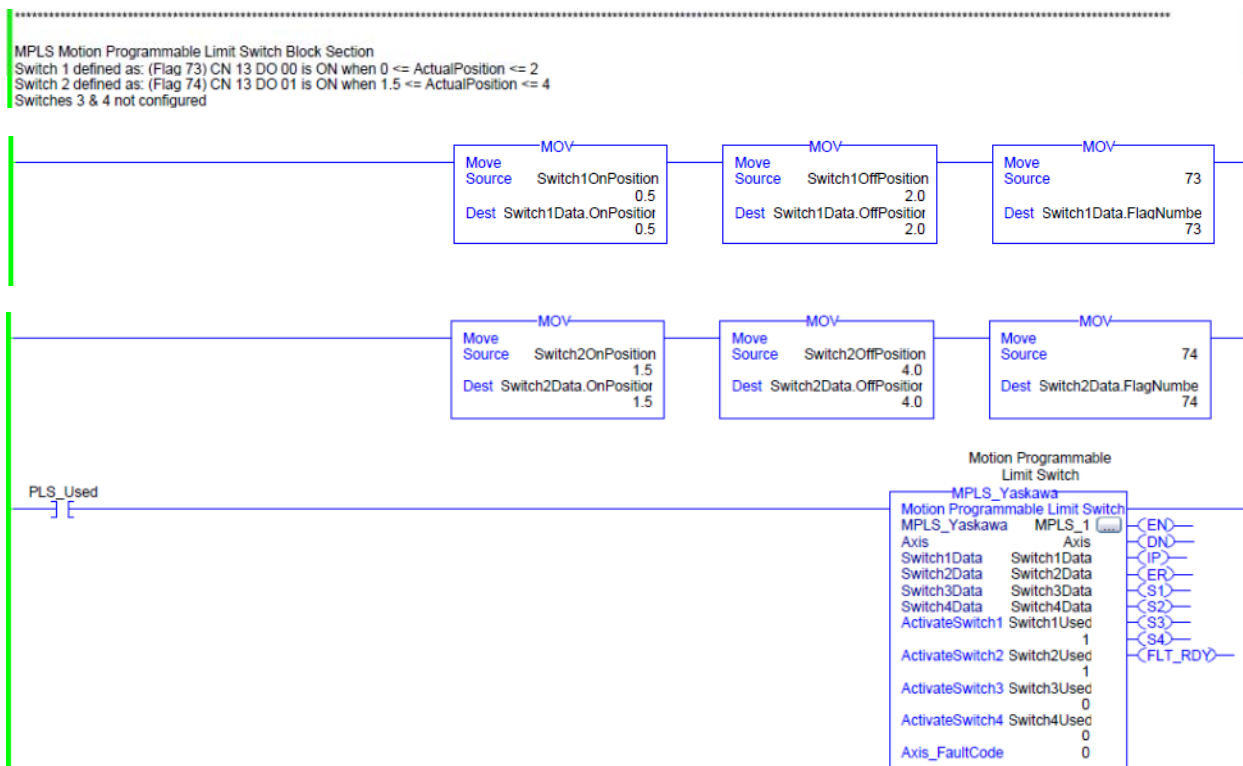 MPLS Motion Programmable Limit Switch Block Section
Switch 1 defined as: (Flag 73) CN 13 DO 00 is ON when 0 <= ActualPosition <= 2
Switch 2 defined as: (Flag 74) CN 13 DO 01 is ON when 1.5 <= ActualPosition <= 4
Switches 3 & 4 not configured
MOV
Move
Source Switch1OnPosition
0.5
Dest Switch1Data.OnPosition
0.5
MOV
Move
Source Switch1OffPosition
2.0
Dest Switch1Data.OffPosition
2.0
MOV
Move
Source 73
Dest Switch1Data.FlagNumbe
73
MOV
Move
Source Switch2OnPosition
1.5
Dest Switch2Data.OnPosition
1.5
MOV
Move
Source Switch2OffPosition
4.0
Dest Switch2Data.OffPosition
4.0
MOV
Move
Source 74
Dest Switch2Data.FlagNumbe
74
PLS_Used
Motion Programmable
Limit Switch
MPLS_Yaskawa
Motion Programmable Limit Switch
MPLS_Yaskawa MPLS_1 ...
Axis Axis
Switch1Data Switch1Data
Switch2Data Switch2Data
Switch3Data Switch3Data
Switch4Data Switch4Data
ActivateSwitch1 Switch1Used
1
ActivateSwitch2 Switch2Used
1
ActivateSwitch3 Switch3Used
0
ActivateSwitch4 Switch4Used
0
Axis_FaultCode 0
EN
DN
IP
ER
S1
S2
S3
S4
FLT_RDY